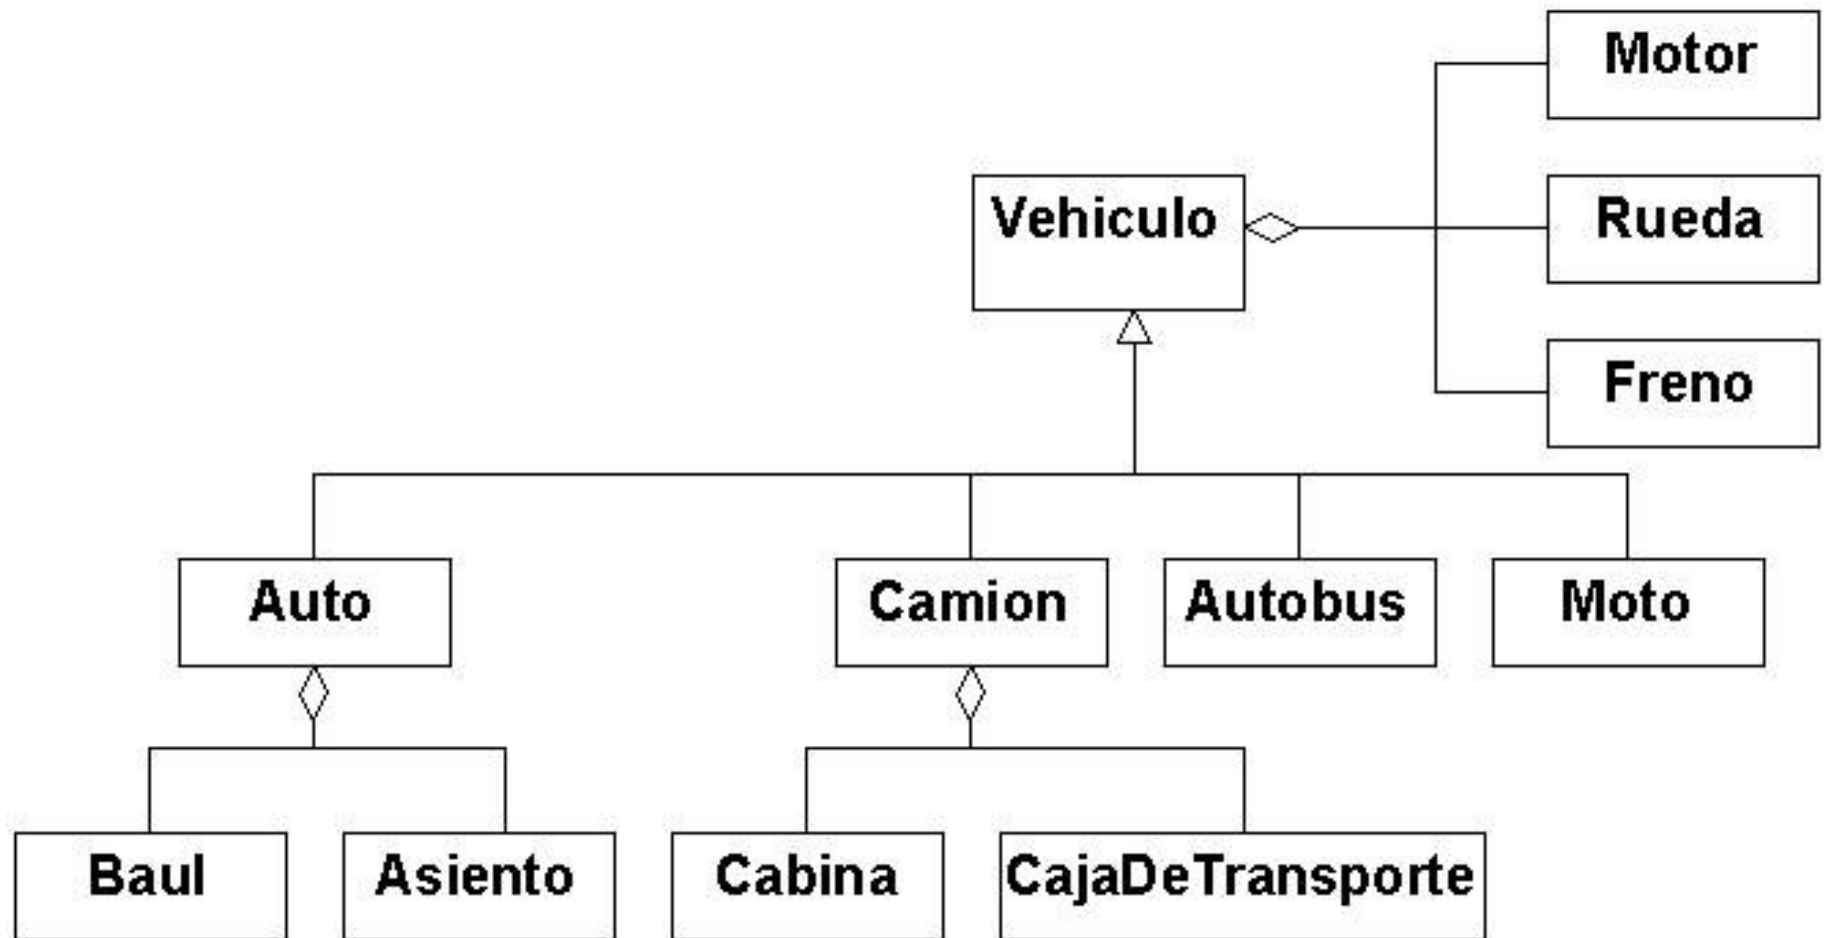 Motor
Vehiculo
Rueda
Freno
Auto
Camion
Autobus
Moto
Baul
Asiento
Cabina
CajaDeTransporte